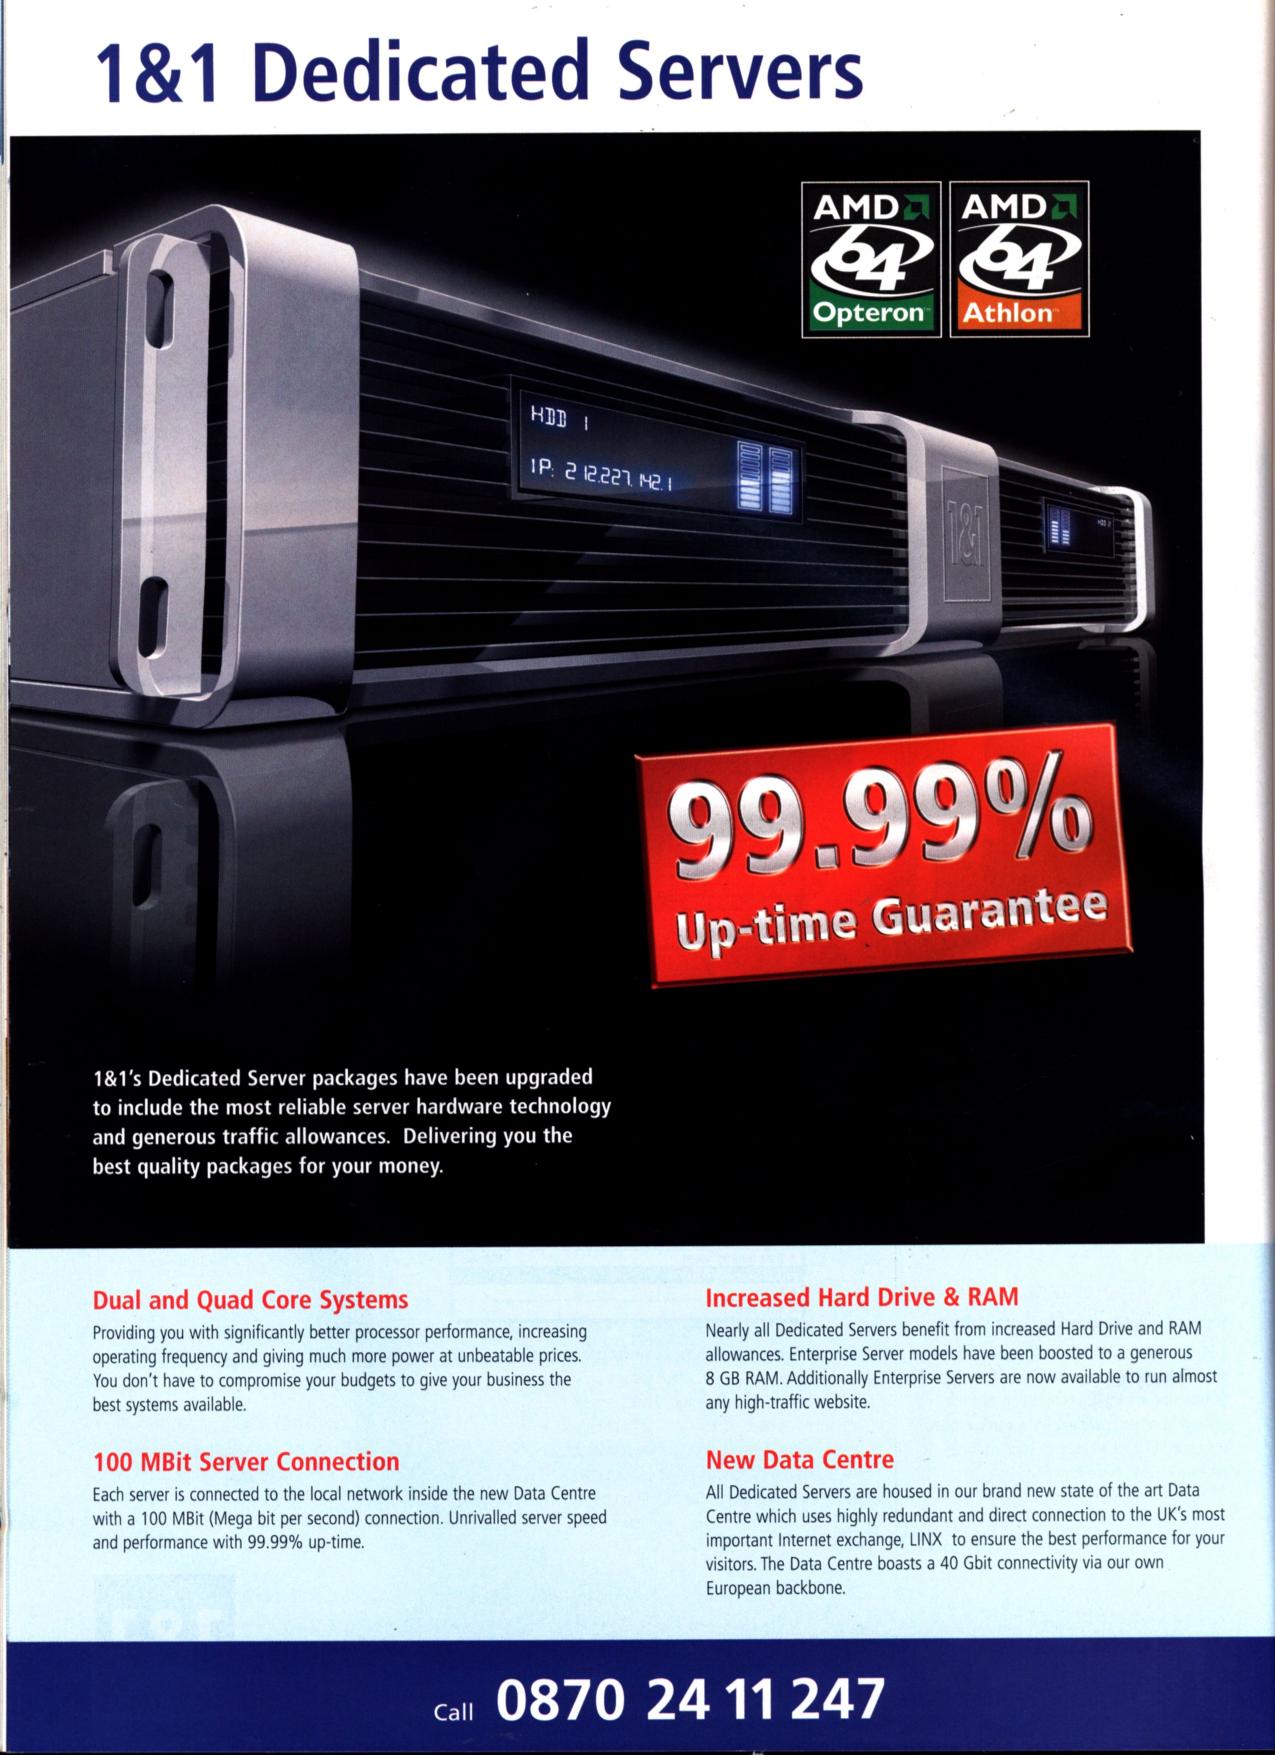 1&1 Dedicated Servers
AMD
64
Opteron™
AMD
64
Athlon™
HDD 1
IP: 212.227.142.1
1&1
99.99%
Up-time Guarantee
1&1's Dedicated Server packages have been upgraded
to include the most reliable server hardware technology
and generous traffic allowances. Delivering you the
best quality packages for your money.
Dual and Quad Core Systems
Providing you with significantly better processor performance, increasing
operating frequency and giving much more power at unbeatable prices.
You don't have to compromise your budgets to give your business the
best systems available.
100 MBit Server Connection
Each server is connected to the local network inside the new Data Centre
with a 100 MBit (Mega bit per second) connection. Unrivalled server speed
and performance with 99.99% up-time.
Increased Hard Drive & RAM
Nearly all Dedicated Servers benefit from increased Hard Drive and RAM
allowances. Enterprise Server models have been boosted to a generous
8 GB RAM. Additionally Enterprise Servers are now available to run almost
any high-traffic website.
New Data Centre
All Dedicated Servers are housed in our brand new state of the art Data
Centre which uses highly redundant and direct connection to the UK's most
important Internet exchange, LINX to ensure the best performance for your
visitors. The Data Centre boasts a 40 Gbit connectivity via our own
European backbone.
Call 0870 24 11 247